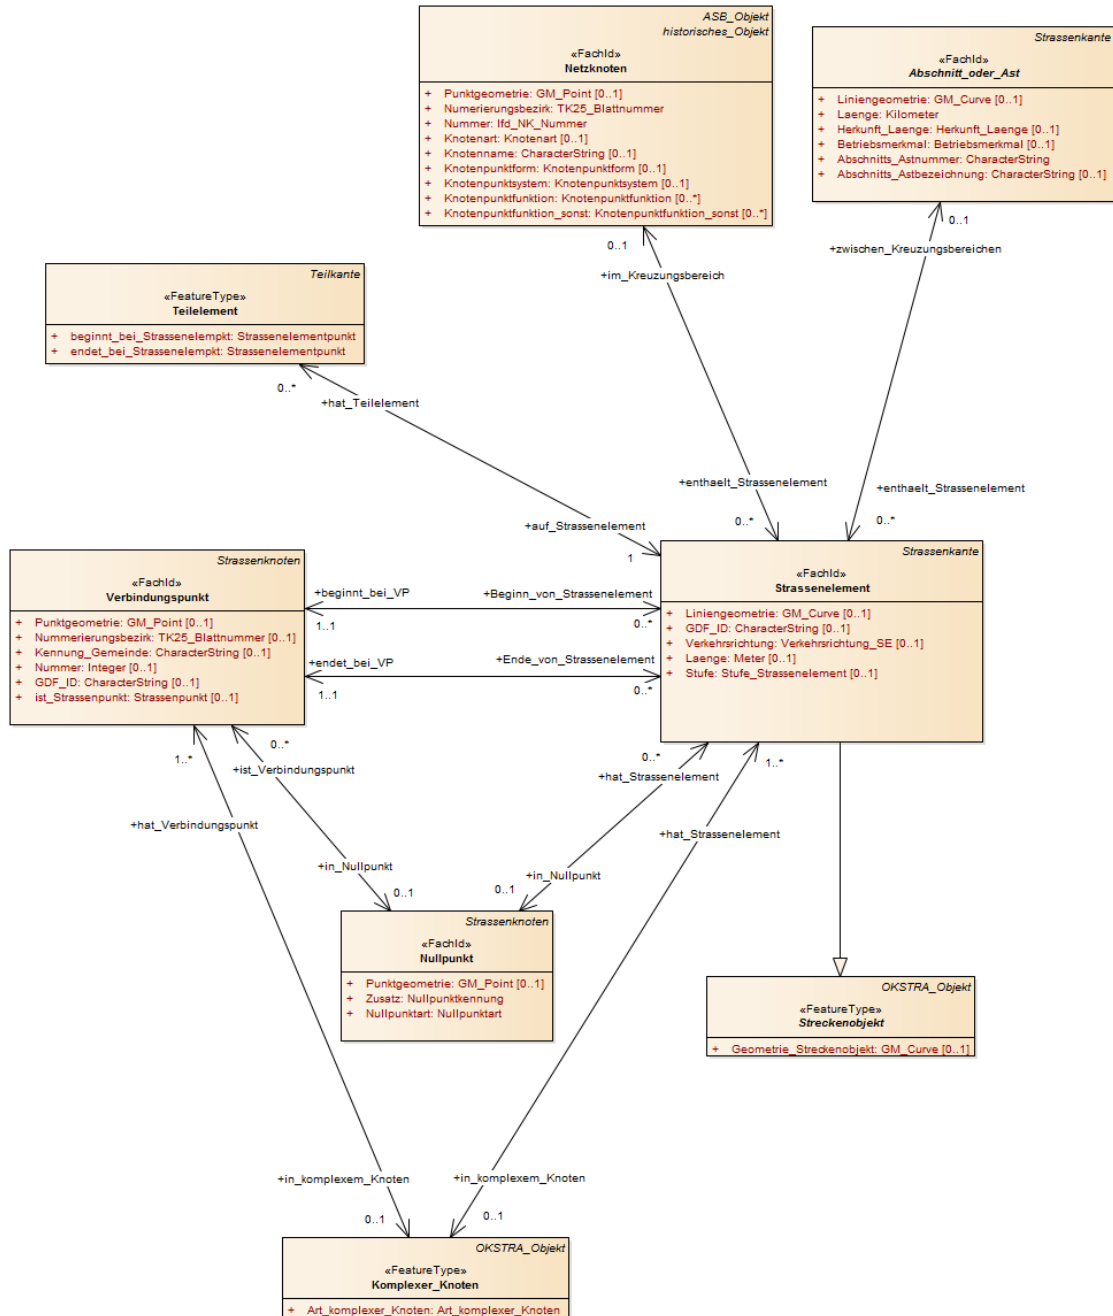 ASB_Objekt
historisches_Objekt
«FachId»
Netzknoten
+ Punktgeometrie: GM_Point [0..1]
+ Numerierungsbezirk: TK25_Blattnummer
+ Nummer: lfd_NK_Nummer
+ Knotenart: Knotenart [0..1]
+ Knotenname: CharacterString [0..1]
+ Knotenpunktform: Knotenpunktform [0..1]
+ Knotenpunktsystem: Knotenpunktsystem [0..1]
+ Knotenpunktfunktion: Knotenpunktfunktion [0..*]
+ Knotenpunktfunktion_sonst: Knotenpunktfunktion_sonst [0..*]
Strassenkante
«FachId»
Abschnitt_oder_Ast
+ Liniengeometrie: GM_Curve [0..1]
+ Laenge: Kilometer
+ Herkunft_Laenge: Herkunft_Laenge [0..1]
+ Betriebsmerkmal: Betriebsmerkmal [0..1]
+ Abschnitts_Astnummer: CharacterString
+ Abschnitts_Astbezeichnung: CharacterString [0..1]
0..1
+im_Kreuzungsbereich
0..1
+zwischen_Kreuzungsbereichen
Teilkante
«FeatureType»
Teilelement
+ beginnt_bei_Strassenelempkt: Strassenelementpunkt
+ endet_bei_Strassenelempkt: Strassenelementpunkt
0..*
+hat_Teilelement
+enthaelt_Strassenelement
0..*
+enthaelt_Strassenelement
0..*
+auf_Strassenelement
1
Strassenknoten
«FachId»
Verbindungspunkt
+ Punktgeometrie: GM_Point [0..1]
+ Nummerierungsbezirk: TK25_Blattnummer [0..1]
+ Kennung_Gemeinde: CharacterString [0..1]
+ Nummer: Integer [0..1]
+ GDF_ID: CharacterString [0..1]
+ ist_Strassenpunkt: Strassenpunkt [0..1]
+beginnt_bei_VP
1..1
+Beginn_von_Strassenelement
0..*
+endet_bei_VP
1..1
+Ende_von_Strassenelement
0..*
Strassenkante
«FachId»
Strassenelement
+ Liniengeometrie: GM_Curve [0..1]
+ GDF_ID: CharacterString [0..1]
+ Verkehrsrichtung: Verkehrsrichtung_SE [0..1]
+ Laenge: Meter [0..1]
+ Stufe: Stufe_Strassenelement [0..1]
1..*
+hat_Verbindungspunkt
0..*
+ist_Verbindungspunkt
0..*
+hat_Strassenelement
1..*
+hat_Strassenelement
+in_Nullpunkt
0..1
+in_Nullpunkt
0..1
Strassenknoten
«FachId»
Nullpunkt
+ Punktgeometrie: GM_Point [0..1]
+ Zusatz: Nullpunktkennung
+ Nullpunktart: Nullpunktart
OKSTRA_Objekt
«FeatureType»
Streckenobjekt
+ Geometrie_Streckenobjekt: GM_Curve [0..1]
+in_komplexem_Knoten
0..1
+in_komplexem_Knoten
0..1
OKSTRA_Objekt
«FeatureType»
Komplexer_Knoten
+ Art_komplexer_Knoten: Art_komplexer_Knoten